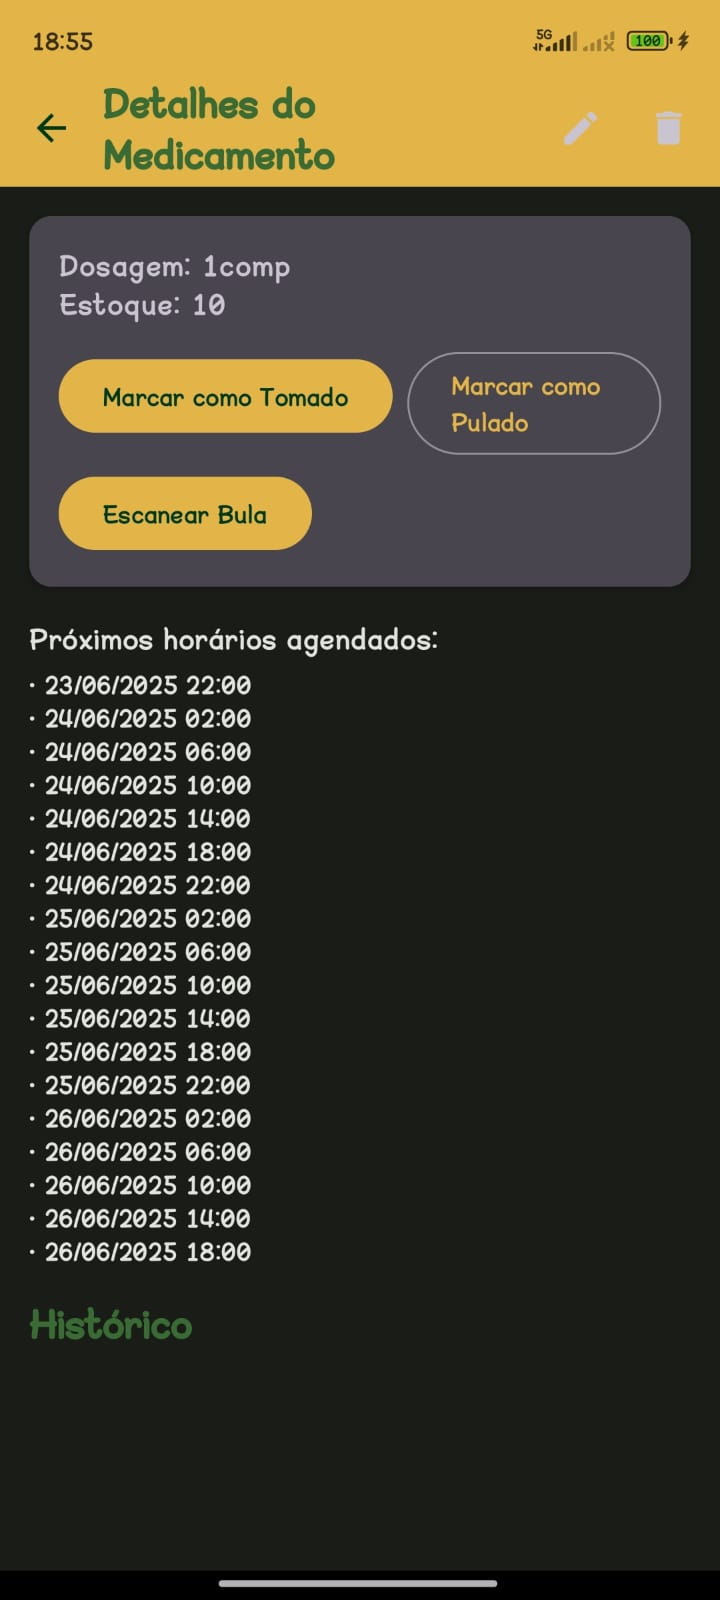 18:55
5G
100
Detalhes do
Medicamento
Dosagem: 1comp
Estoque: 10
Marcar como Tomado
Marcar como
Pulado
Escanear Bula
Próximos horários agendados:
· 23/06/2025 22:00
· 24/06/2025 02:00
· 24/06/2025 06:00
· 24/06/2025 10:00
· 24/06/2025 14:00
· 24/06/2025 18:00
· 24/06/2025 22:00
· 25/06/2025 02:00
· 25/06/2025 06:00
· 25/06/2025 10:00
· 25/06/2025 14:00
· 25/06/2025 18:00
· 25/06/2025 22:00
· 26/06/2025 02:00
· 26/06/2025 06:00
· 26/06/2025 10:00
· 26/06/2025 14:00
· 26/06/2025 18:00
Histórico